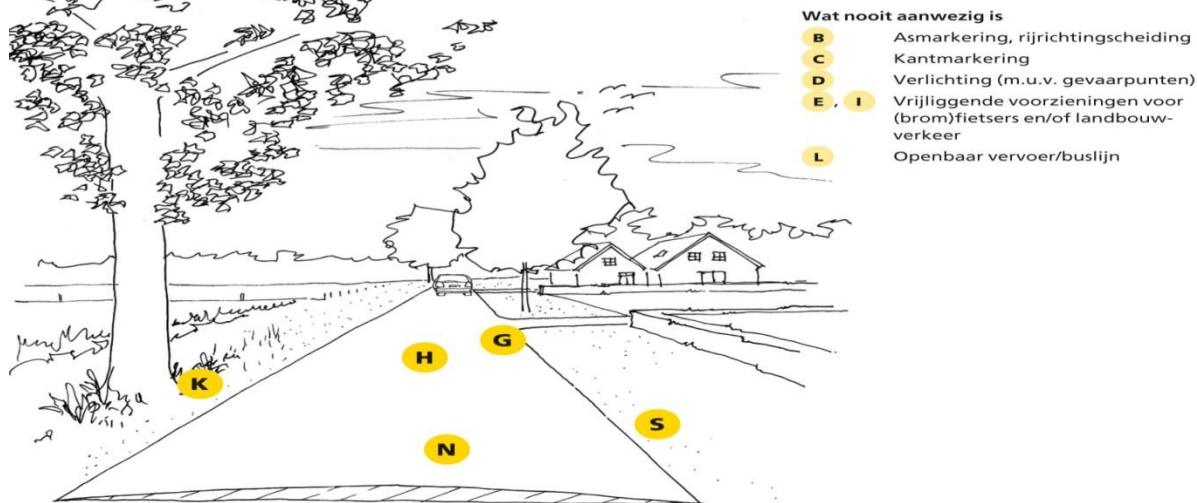 Wat nooit aanwezig is
B Asmarkering, rijrichtingscheiding
C Kantmarkering
D Verlichting (m.u.v. gevaarpunten)
E, I Vrijliggende voorzieningen voor
(brom)fietsers en/of landbouw-
verkeer
L Openbaar vervoer/buslijn
G
H
K
S
N